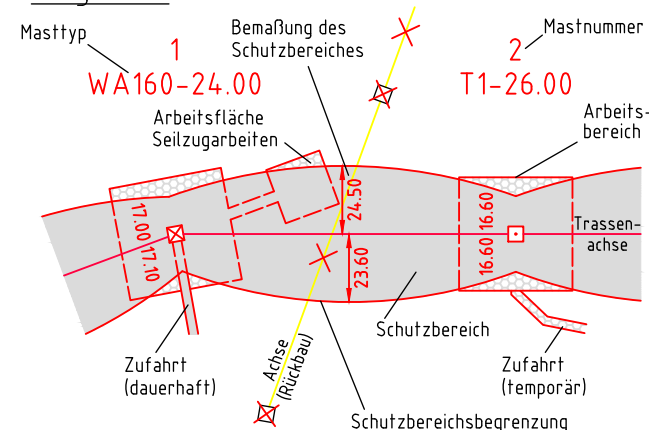 Masttyp
1
WA160-24.00
Bemaßung des
Schutzbereiches
2
Mastnummer
T1-26.00
Arbeitsfläche
Seilzugarbeiten
Arbeits-
bereich
17.00
17.10
24.50
23.60
16.60
16.60
Trassen-
achse
Schutzbereich
Zufahrt
(dauerhaft)
Achse
(Rückbau)
Zufahrt
(temporär)
Schutzbereichsbegrenzung